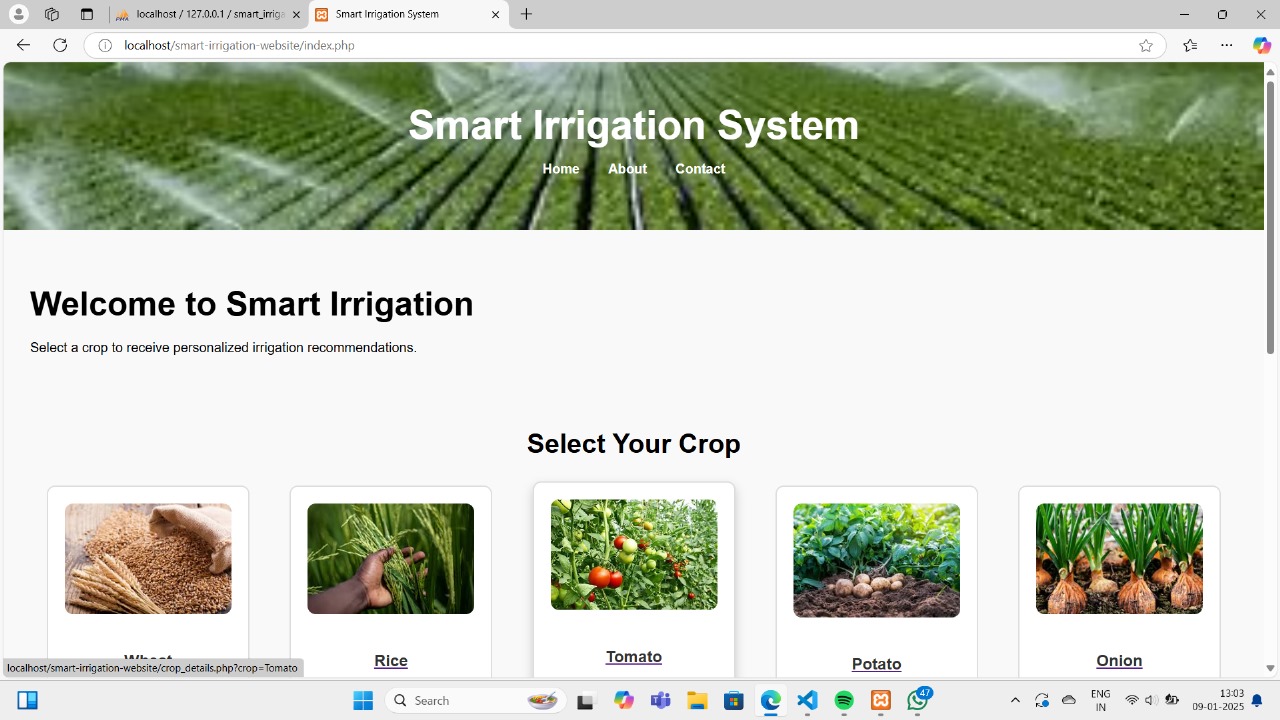 localhost / 127.0.0.1 / smart_irriga
Smart Irrigation System
localhost/smart-irrigation-website/index.php
Smart Irrigation System
Home About Contact
Welcome to Smart Irrigation
Select a crop to receive personalized irrigation recommendations.
Select Your Crop
Wheat
Rice
Tomato
Potato
Onion
localhost/smart-irrigation-website/crop_details.php?crop=Tomato
Search
47
ENG
IN
13:03
09-01-2025